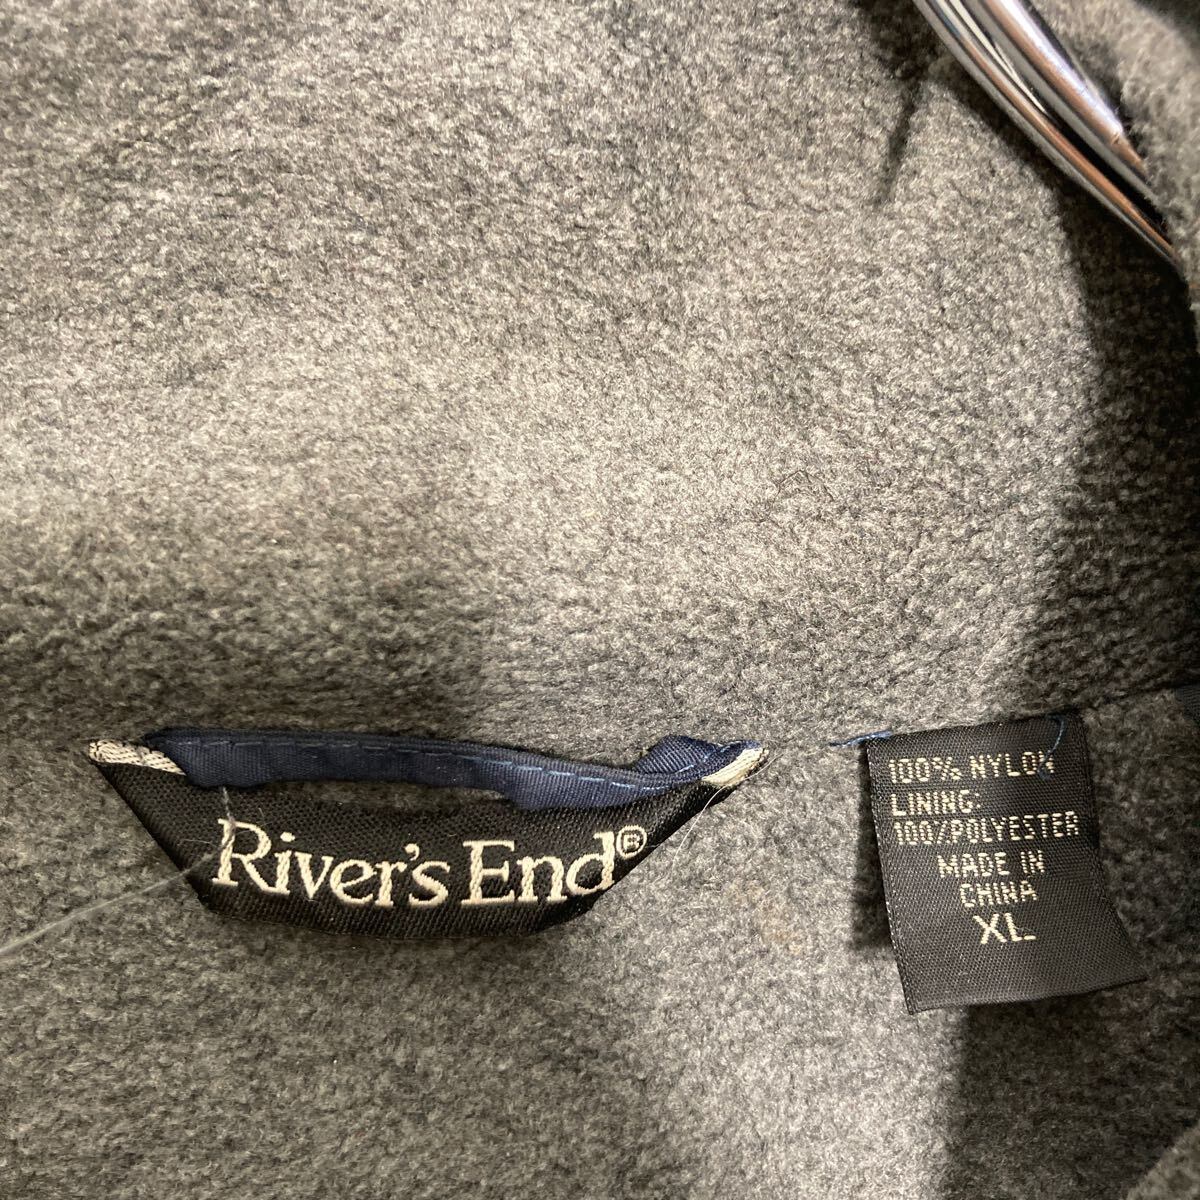 River's End®
100% NYLON
LINING:
100%POLYESTER
MADE IN
CHINA
XL